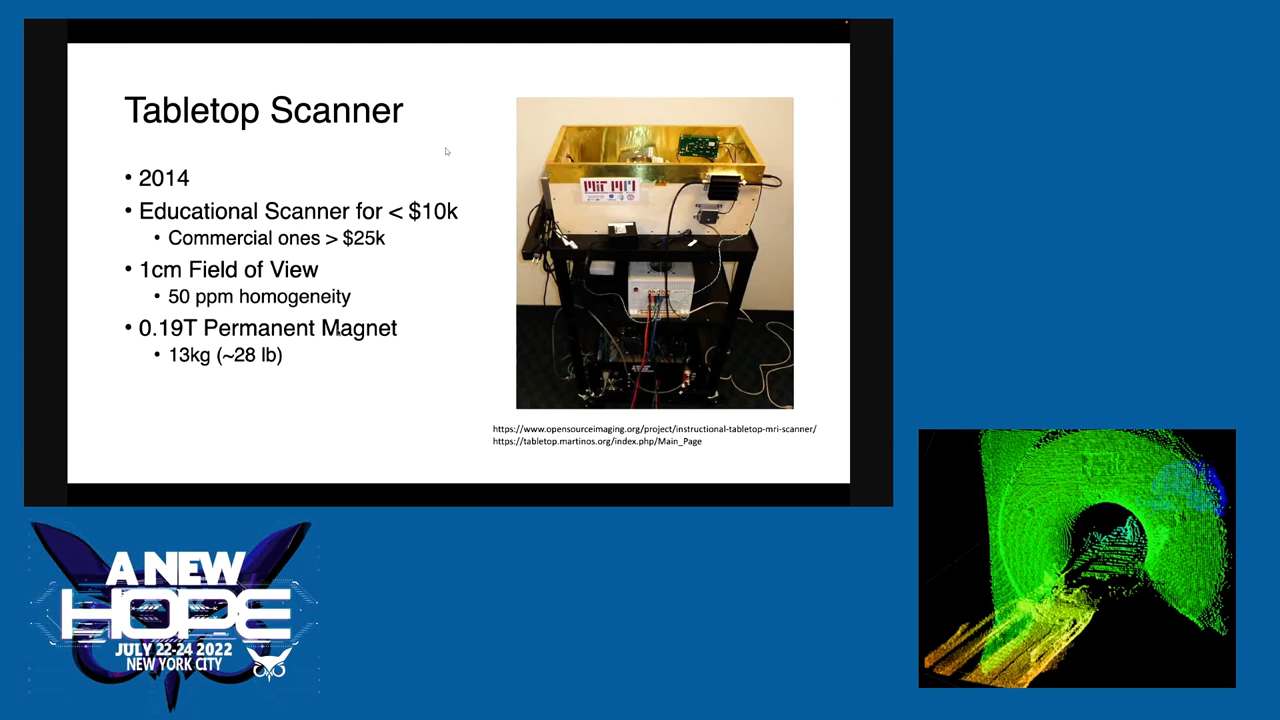 Tabletop Scanner
• 2014
• Educational Scanner for < $10k
• Commercial ones > $25k
• 1cm Field of View
• 50 ppm homogeneity
• 0.19T Permanent Magnet
• 13kg (~28 lb)
MIT MRI
https://www.opensourceimaging.org/project/instructional-tabletop-mri-scanner/
https://tabletop.martinos.org/index.php/Main_Page
A NEW
HOPE
JULY 22-24 2022
NEW YORK CITY